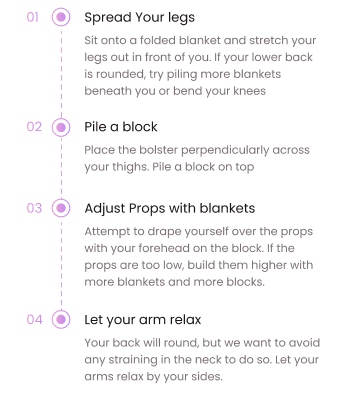 01 Spread Your legs
Sit onto a folded blanket and stretch your
legs out in front of you. If your lower back
is rounded, try piling more blankets
beneath you or bend your knees
02 Pile a block
Place the bolster perpendicularly across
your thighs. Pile a block on top
03 Adjust Props with blankets
Attempt to drape yourself over the props
with your forehead on the block. If the
props are too low, build them higher with
more blankets and more blocks.
04 Let your arm relax
Your back will round, but we want to avoid
any straining in the neck to do so. Let your
arms relax by your sides.